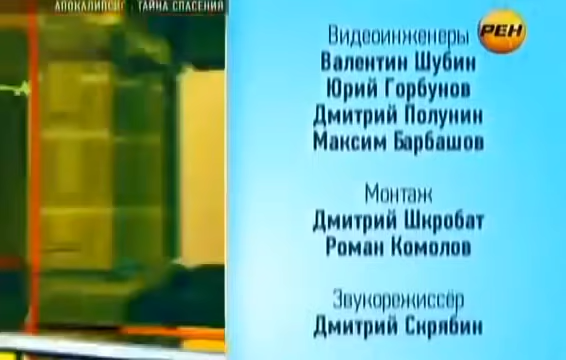 АПОКАЛИПСИС. ТАЙНА СПАСЕНИЯ
РЕН
Видеоинженеры
Валентин Шубин
Юрий Горбунов
Дмитрий Полунин
Максим Барбашов
Монтаж
Дмитрий Шкробат
Роман Комолов
Звукорежиссёр
Дмитрий Скрябин